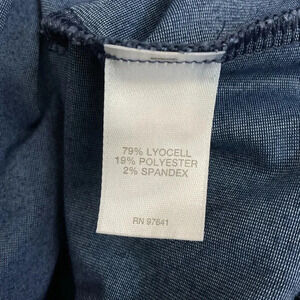 79% LYOCELL
19% POLYESTER
2% SPANDEX
RN 97641